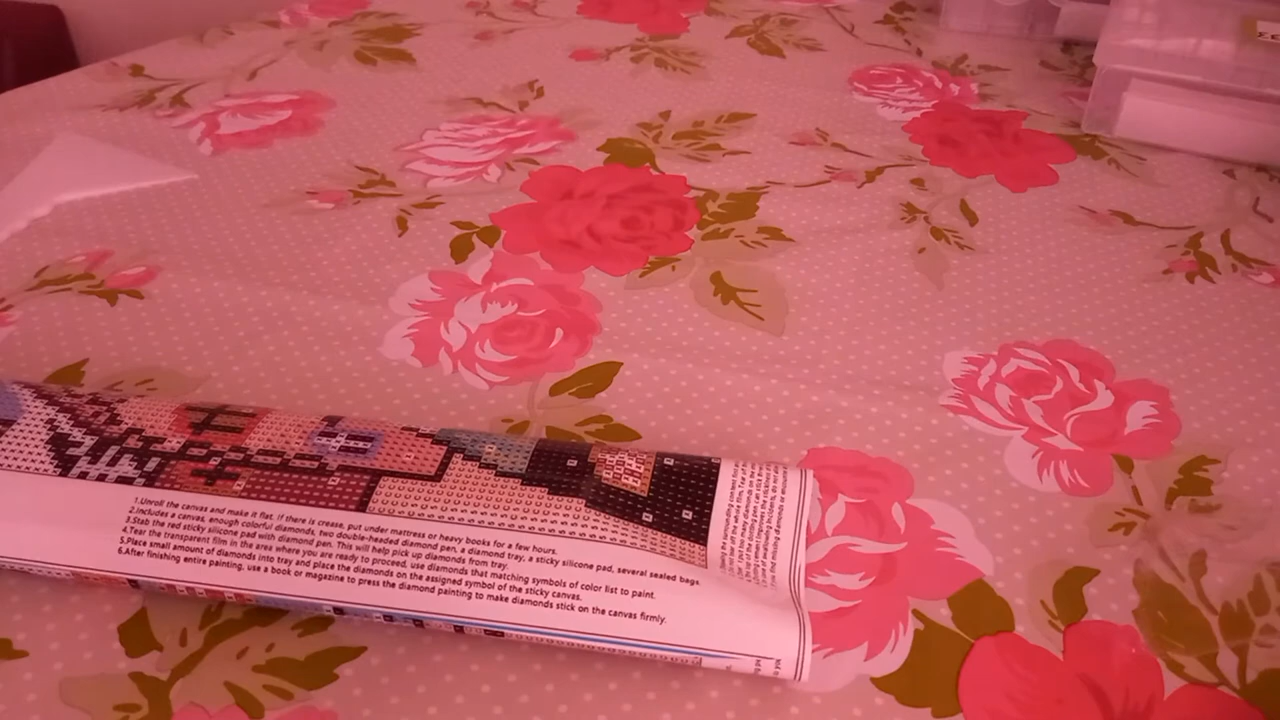 1.Unroll the canvas and make it flat. If there is crease, put under mattress or heavy books for a few hours.
2.Includes a canvas, enough colorful diamonds, two double-headed diamond pen, a diamond tray, a sticky silicone pad, several sealed bags.
3.Stab the red sticky silicone pad with diamond pen. This will help pick up diamonds from tray.
4.Tear the transparent film in the area where you are ready to proceed, use diamonds that matching symbols of color list to paint.
5.Place small amount of diamonds into tray and place the diamonds on the assigned symbol of the sticky canvas.
6.After finishing entire painting, use a book or magazine to press the diamond painting to make diamonds stick on the canvas firmly.